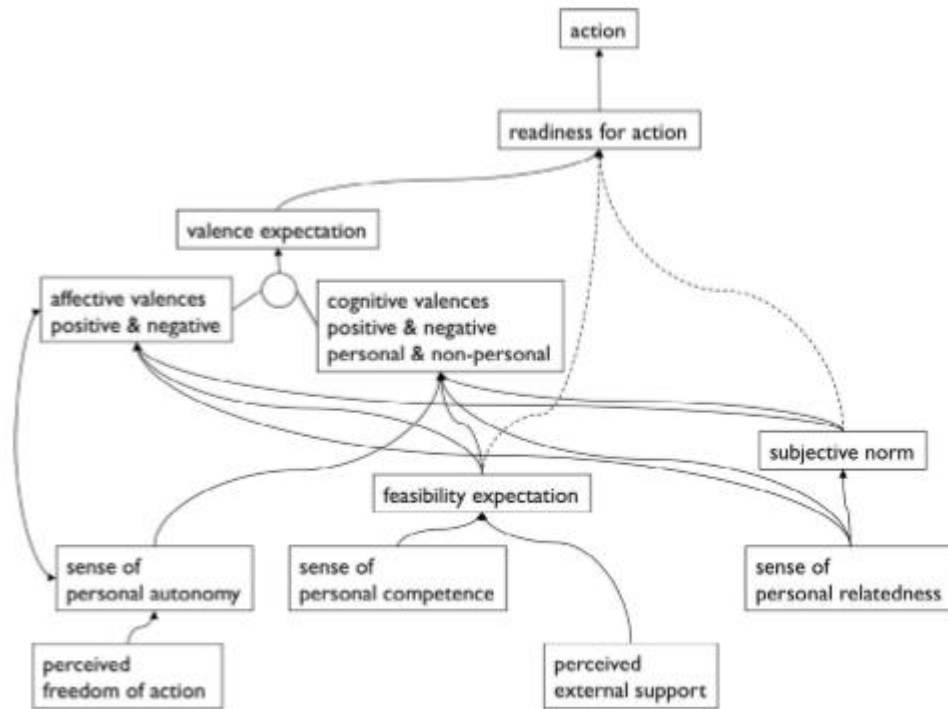 action
readiness for action
valence expectation
affective valences
positive & negative
cognitive valences
positive & negative
personal & non-personal
subjective norm
feasibility expectation
sense of
personal autonomy
sense of
personal competence
sense of
personal relatedness
perceived
freedom of action
perceived
external support